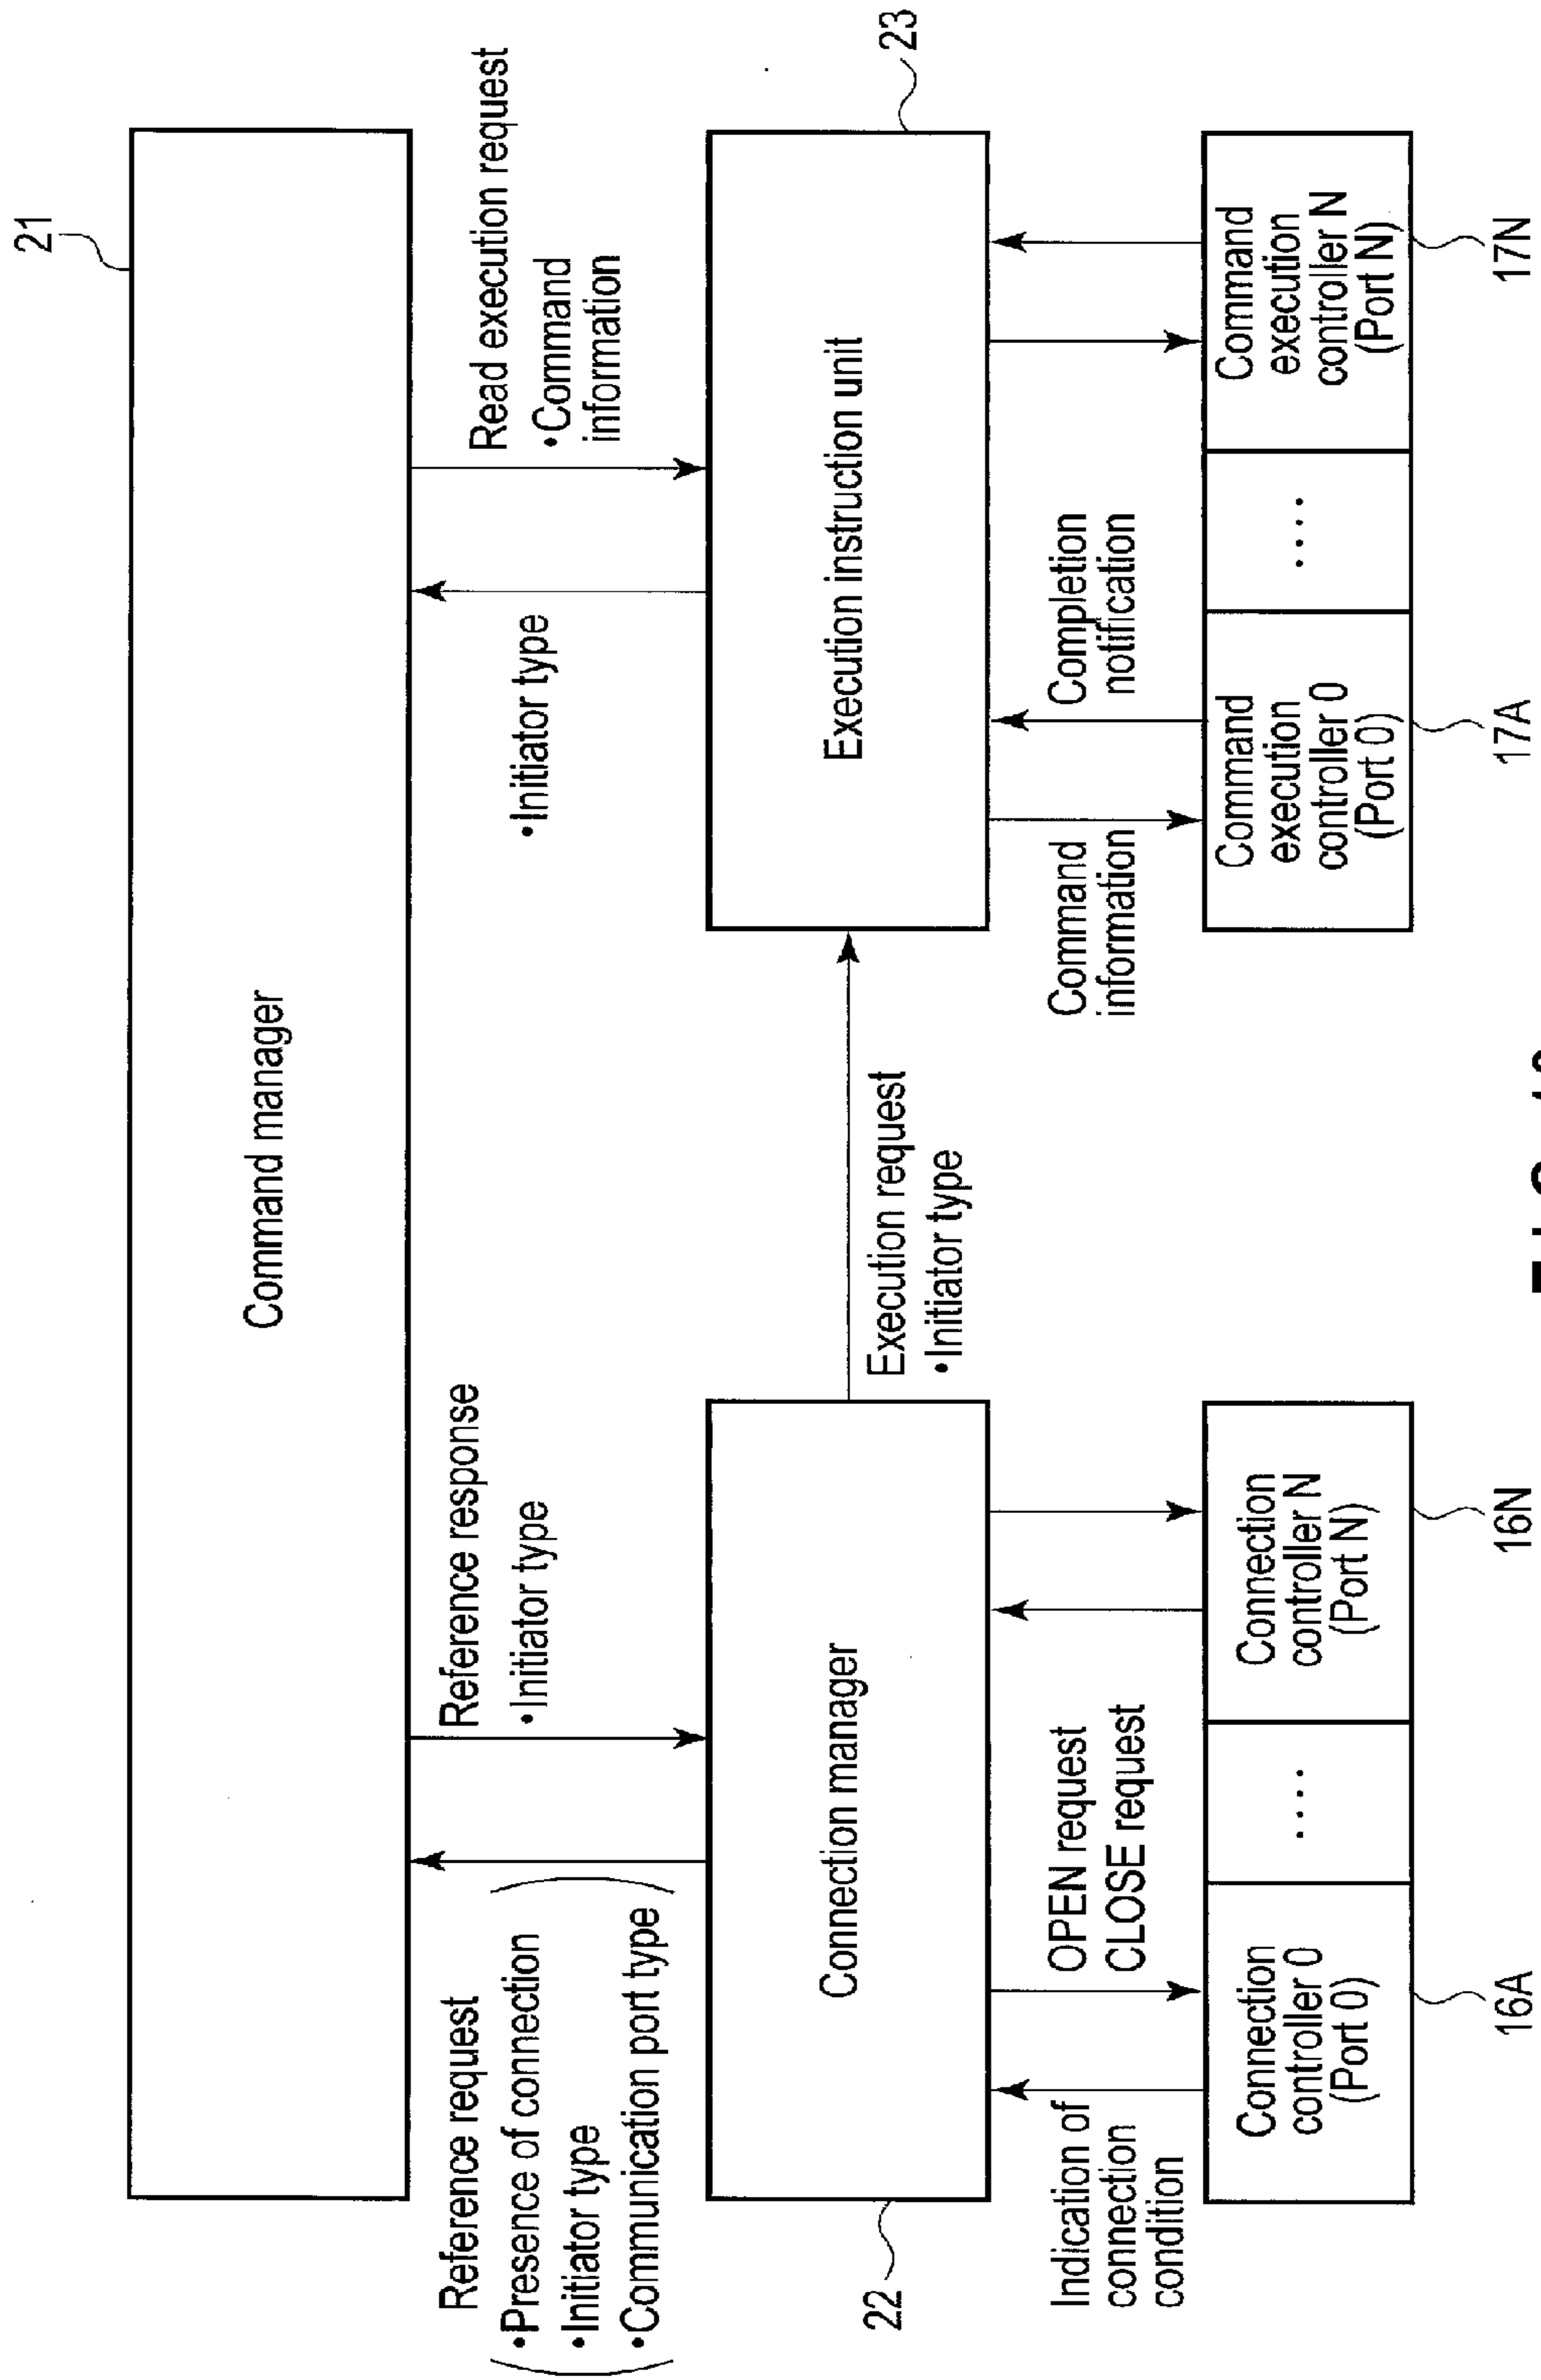 21
Command manager
Reference request
•Presence of connection
•Initiator type
•Communication port type
Reference response
•Initiator type
•Initiator type
Read execution request
•Command
information
22
Connection manager
Execution request
•Initiator type
Execution instruction unit
23
Indication of
connection
condition
OPEN request
CLOSE request
Command
information
Completion
notification
Connection
controller 0
(Port 0)
····
Connection
controller N
(Port N)
Command
execution
controller 0
(Port 0)
····
Command
execution
controller N
(Port N)
16A
16N
17A
17N